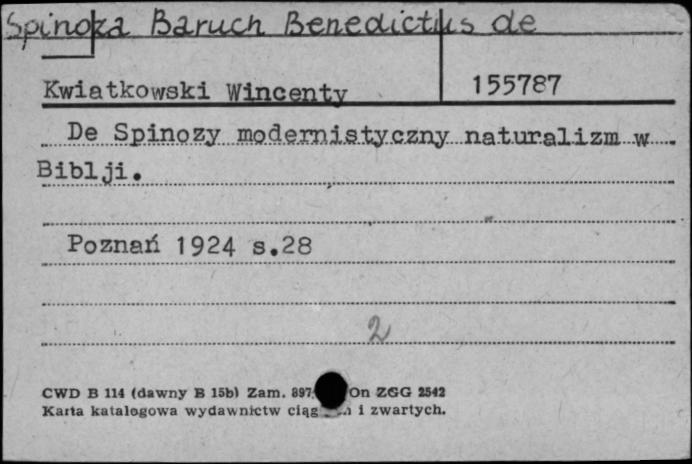 Spinoza Baruch Benedictus de
Kwiatkowski Wincenty 155787
De Spinozy modernistyczny naturalizm w
Biblji.
Poznań 1924 s.28
2
CWD B 114 (dawny B 15b) Zam. 897 On ZGG 2542
Karta katalogowa wydawnictw i zwartych.